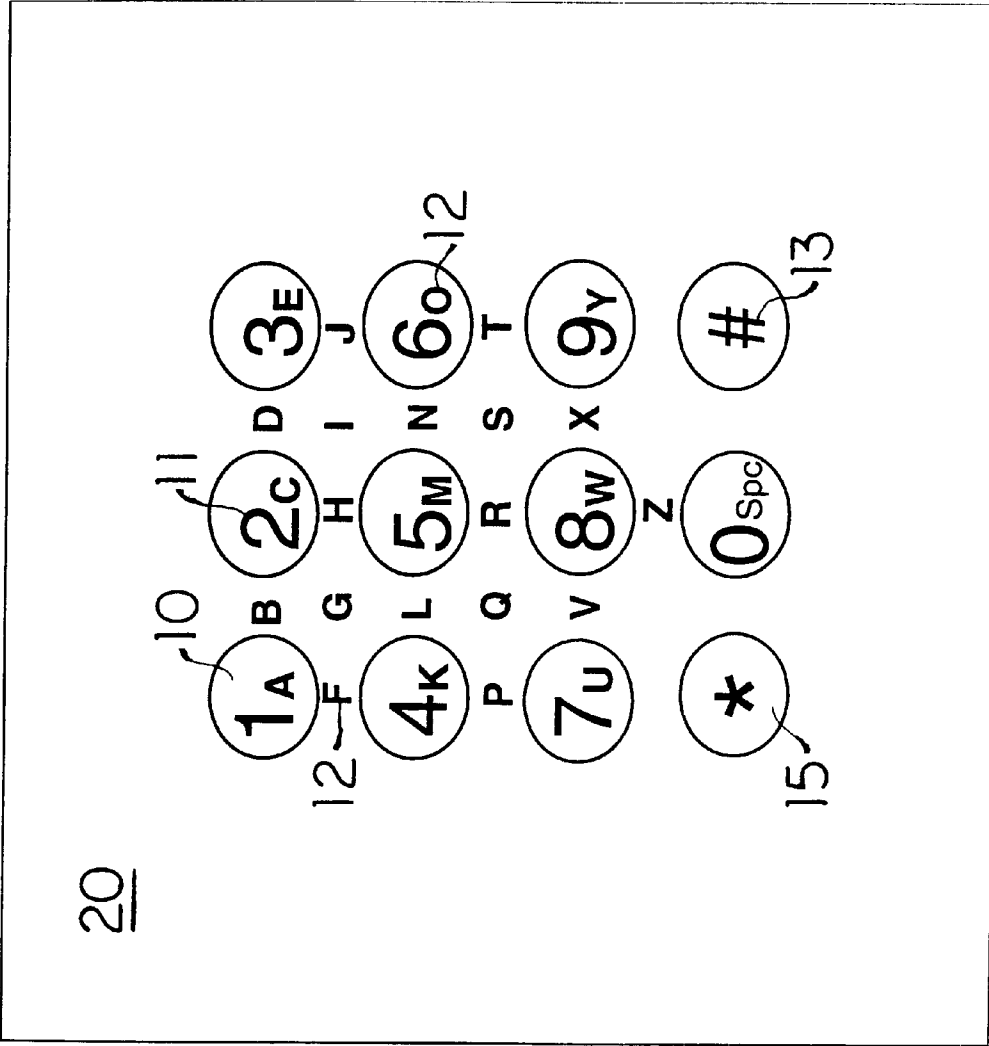 20
10 11
1A B 2C D 3E
12 F G H I J
4K L 5M N 6O 12
P Q R S T
7U V 8W X 9Y
Z
* 0Spc #
15 13